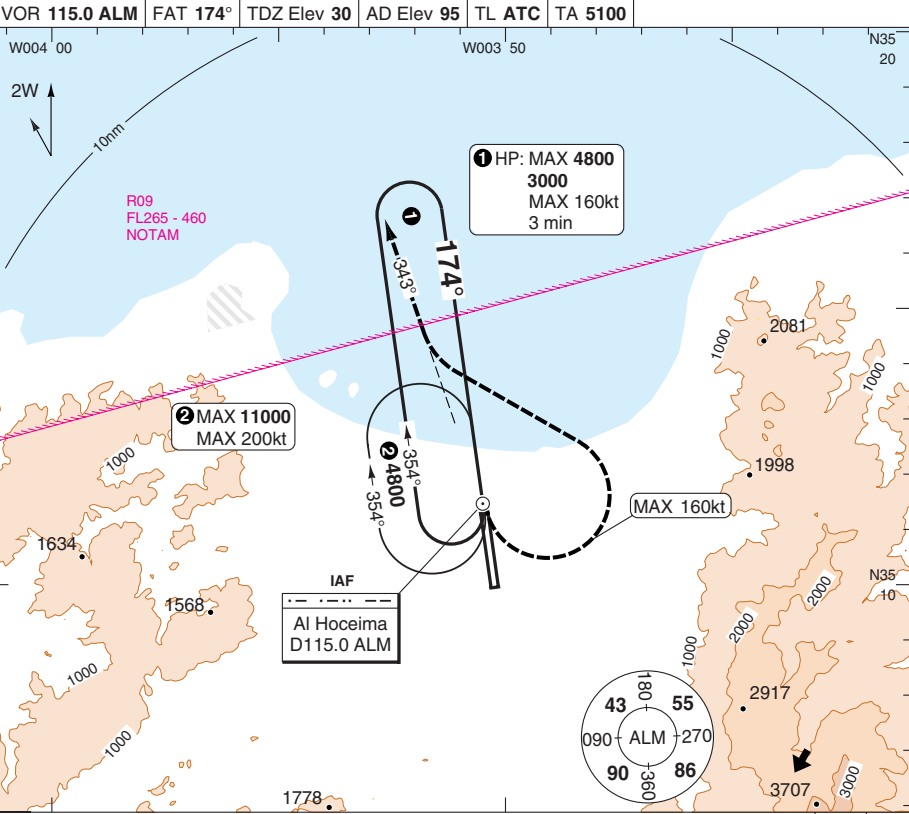 VOR 115.0 ALM FAT 174° TDZ Elev 30 AD Elev 95 TL ATC TA 5100
W004 00
W003 50
N35
20
2W
10nm
❶HP: MAX 4800
3000
MAX 160kt
3 min
R09
FL265 - 460
NOTAM
1
174°
343°
2081
1000
1000
❷MAX 11000
MAX 200kt
1000
❷ 4800
354°
354°
1998
MAX 160kt
1634
IAF
N35
10
1568
Al Hoceima
D115.0 ALM
2000
2000
1000
1000
1000
180
43 55
090 ALM 270
90 86
360
2917
3707
3000
1778